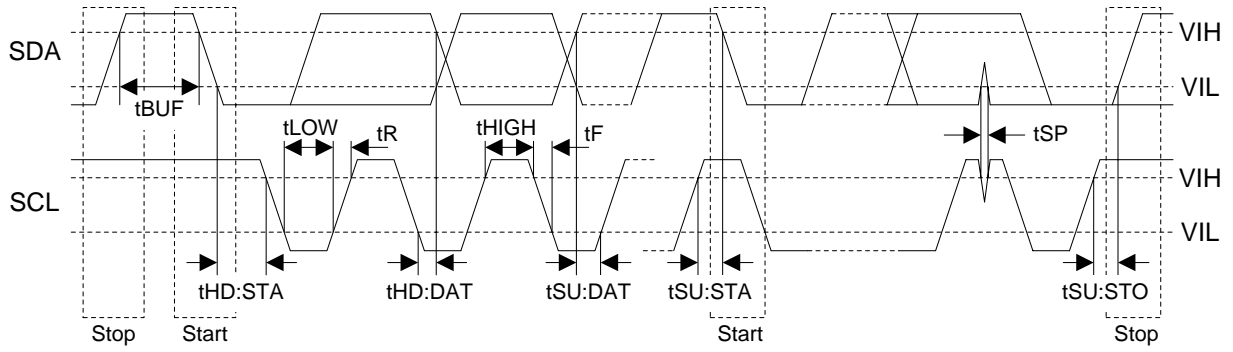 SDA
VIH
VIL
tBUF
tLOW
tR
tHIGH
tF
tSP
SCL
VIH
VIL
tHD:STA
tHD:DAT
tSU:DAT
tSU:STA
tSU:STO
Stop
Start
Start
Stop